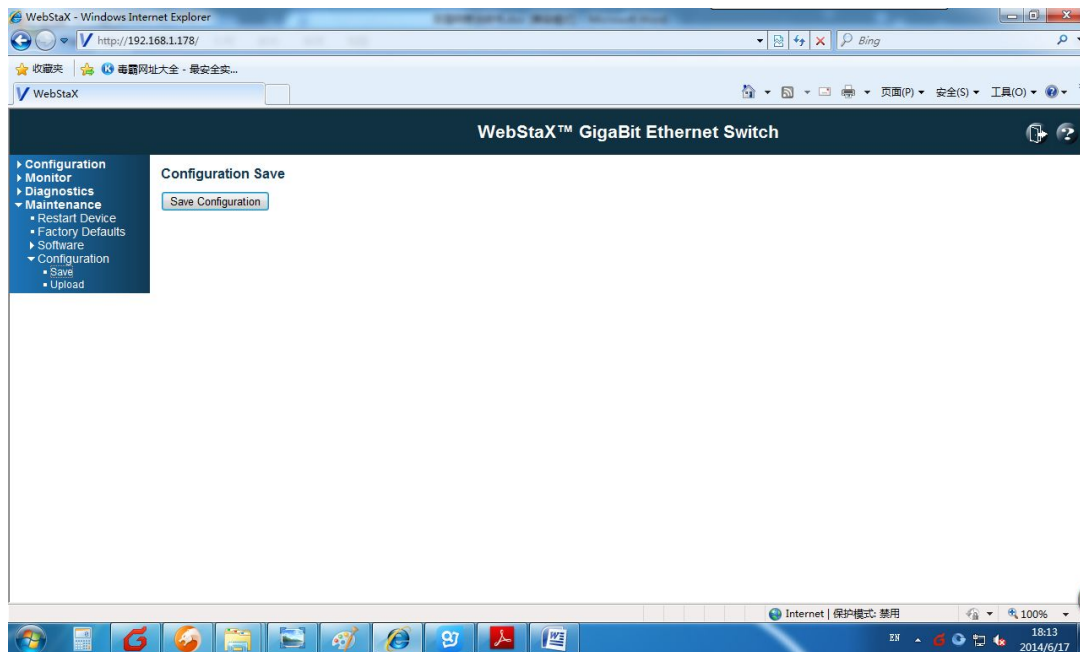 WebStaX - Windows Internet Explorer
http://192.168.1.178/
Bing
收藏夹
毒霸网址大全 - 最安全实...
WebStaX
页面(P)
安全(S)
工具(O)
WebStaX™ GigaBit Ethernet Switch
Configuration
Monitor
Diagnostics
Maintenance
Restart Device
Factory Defaults
Software
Configuration
Save
Upload
Configuration Save
Save Configuration
Internet | 保护模式: 禁用
100%
EN
18:13
2014/6/17